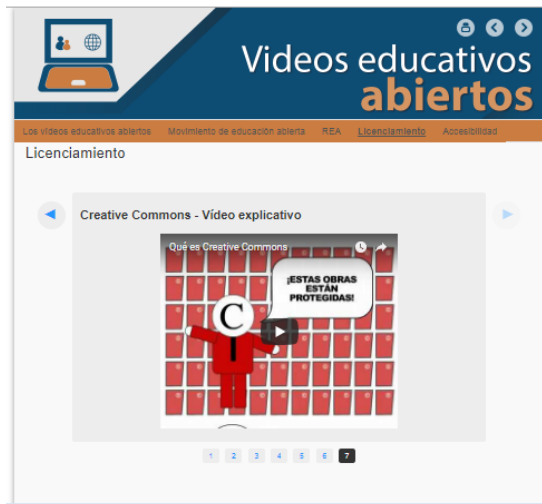 Videos educativos
abiertos
Los vídeos educativos abiertos Movimiento de educación abierta REA Licenciamiento Accesibilidad
Licenciamiento
Creative Commons - Vídeo explicativo
Qué es Creative Commons
¡ESTAS OBRAS
ESTÁN
PROTEGIDAS!
C
1 2 3 4 5 6 7